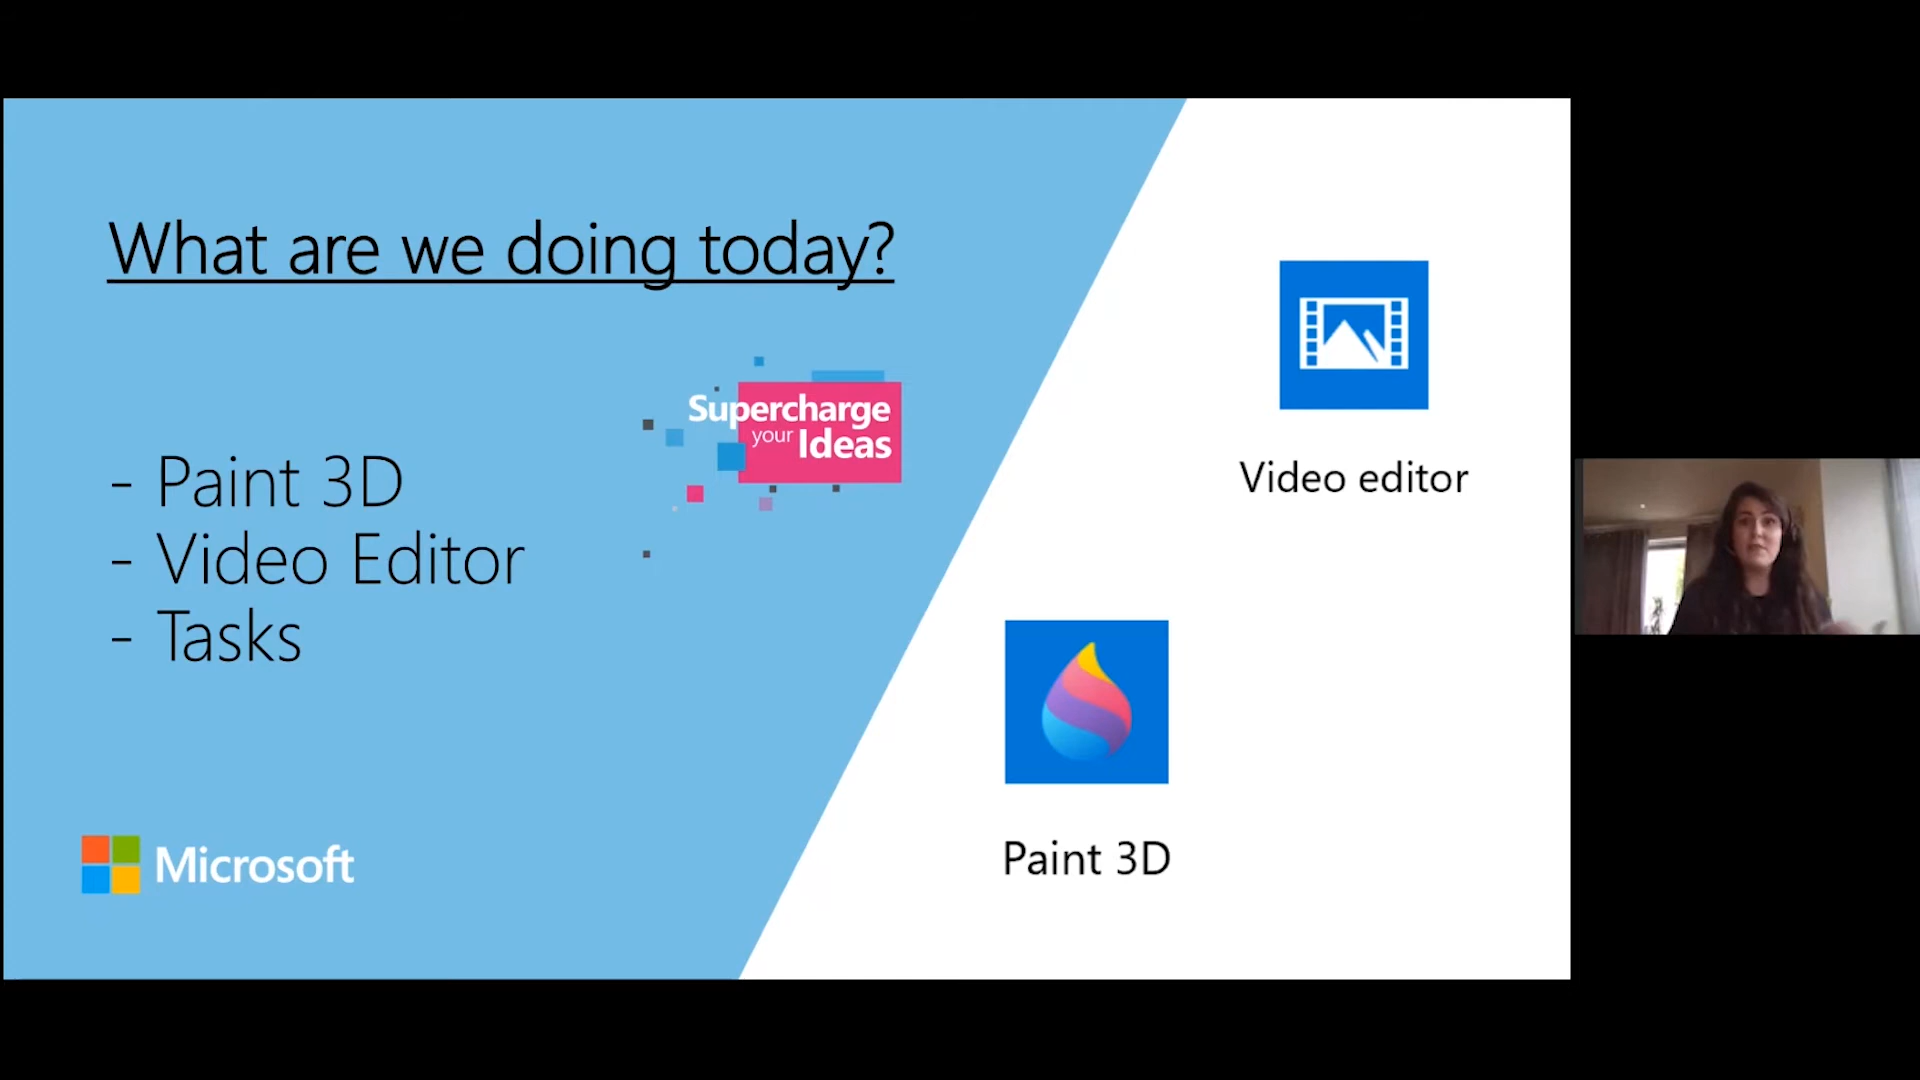 What are we doing today?
Supercharge
your Ideas
- Paint 3D
- Video Editor
- Tasks
Microsoft
Video editor
Paint 3D